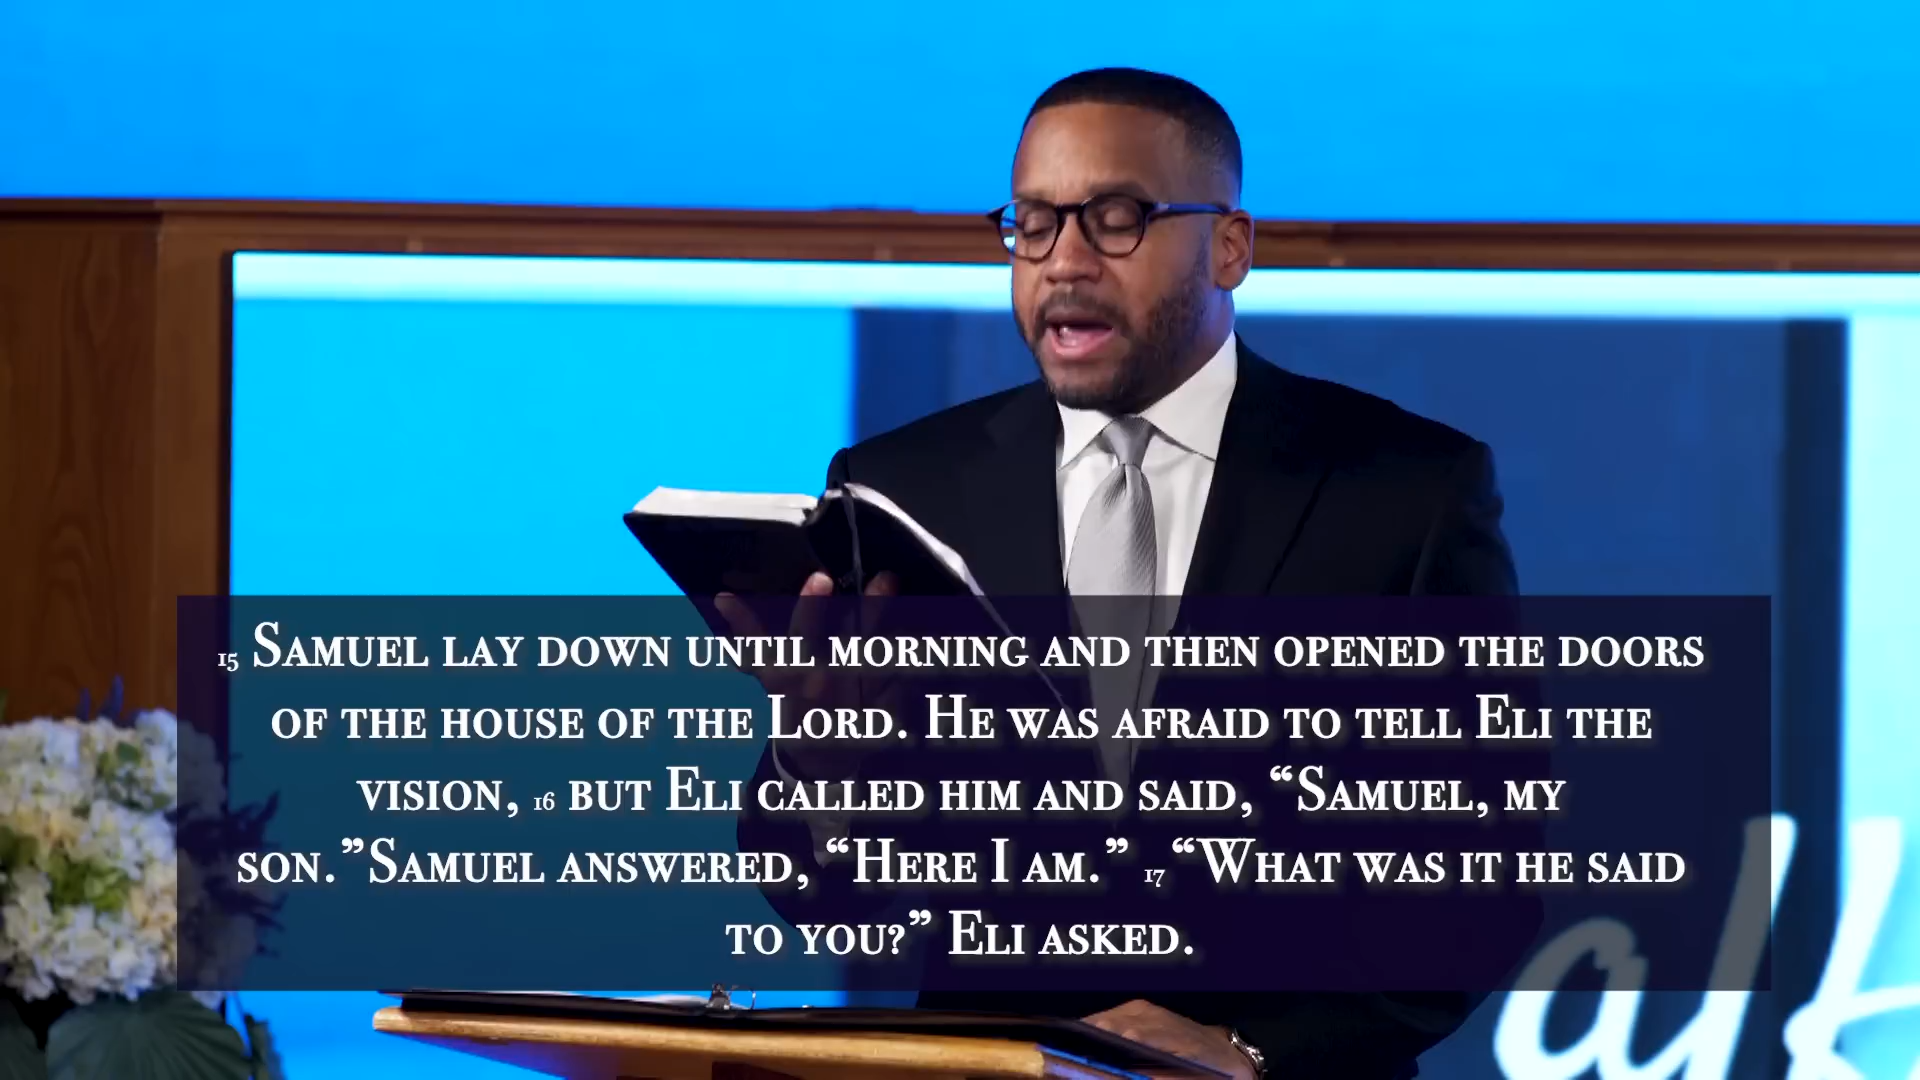 15 Samuel lay down until morning and then opened the doors
of the house of the Lord. He was afraid to tell Eli the
vision, 16 but Eli called him and said, “Samuel, my
son.”Samuel answered, “Here I am.” 17 “What was it he said
to you?” Eli asked.